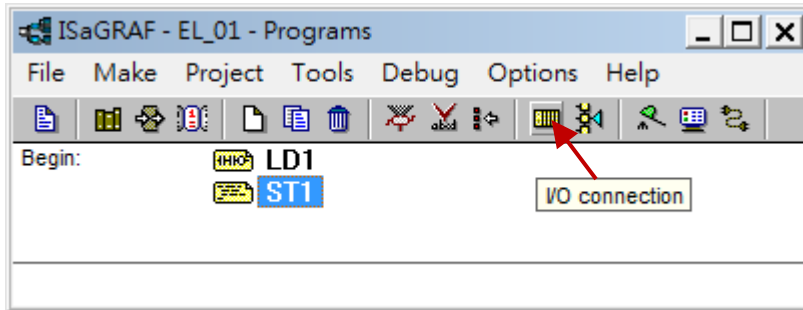 ISaGRAF - EL_01 - Programs
File Make Project Tools Debug Options Help
Begin: LD1
ST1
I/O connection